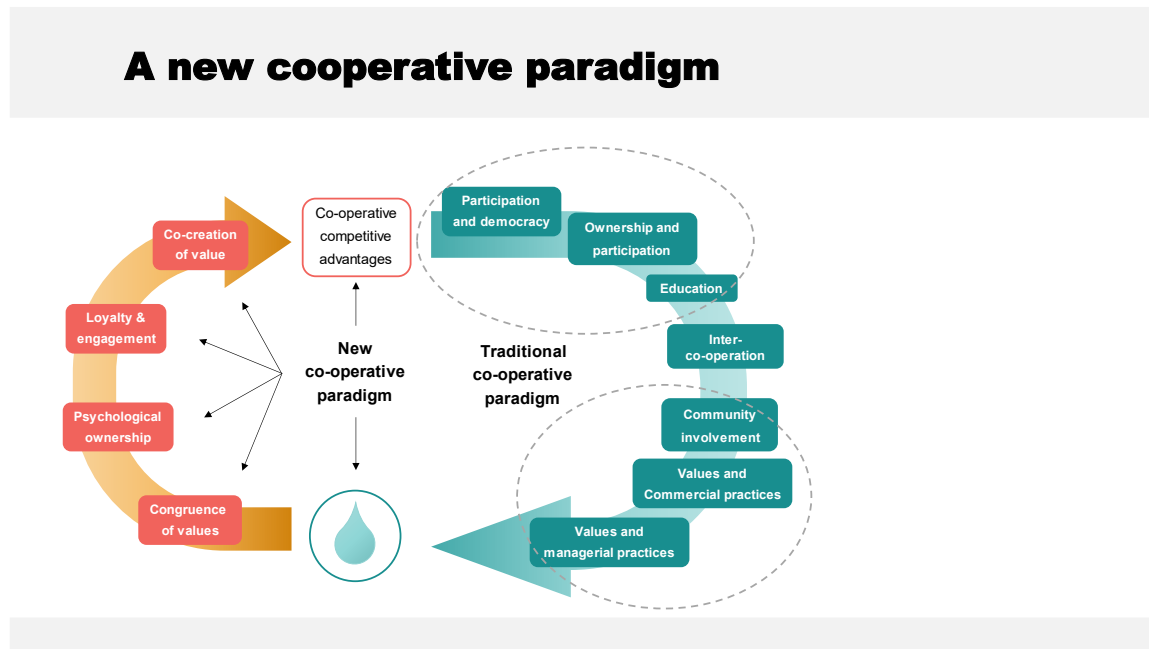 A new cooperative paradigm
Co-creation
of value
Loyalty &
engagement
Psychological
ownership
Congruence
of values
Co-operative
competitive
advantages
New
co-operative
paradigm
Traditional
co-operative
paradigm
Participation
and democracy
Ownership and
participation
Education
Inter-
co-operation
Community
involvement
Values and
Commercial practices
Values and
managerial practices